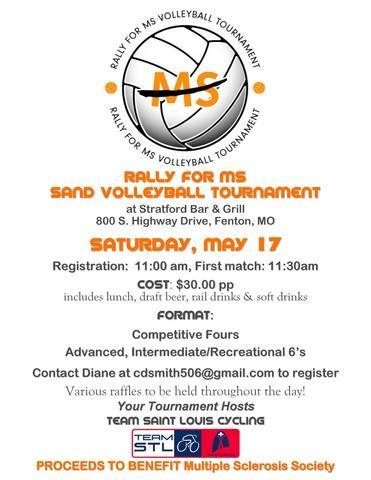 RALLY FOR MS VOLLEYBALL TOURNAMENT
MS
RALLY FOR MS VOLLEYBALL TOURNAMENT
RALLY FOR MS
SAND VOLLEYBALL TOURNAMENT
at Stratford Bar & Grill
800 S. Highway Drive, Fenton, MO
SATURDAY, MAY 17
Registration: 11:00 am, First match: 11:30am
COST: $30.00 pp
includes lunch, draft beer, rail drinks & soft drinks
FORMAT:
Competitive Fours
Advanced, Intermediate/Recreational 6's
Contact Diane at cdsmith506@gmail.com to register
Various raffles to be held throughout the day!
Your Tournament Hosts
TEAM SAINT LOUIS CYCLING
TEAM
STL
PROCEEDS TO BENEFIT Multiple Sclerosis Society